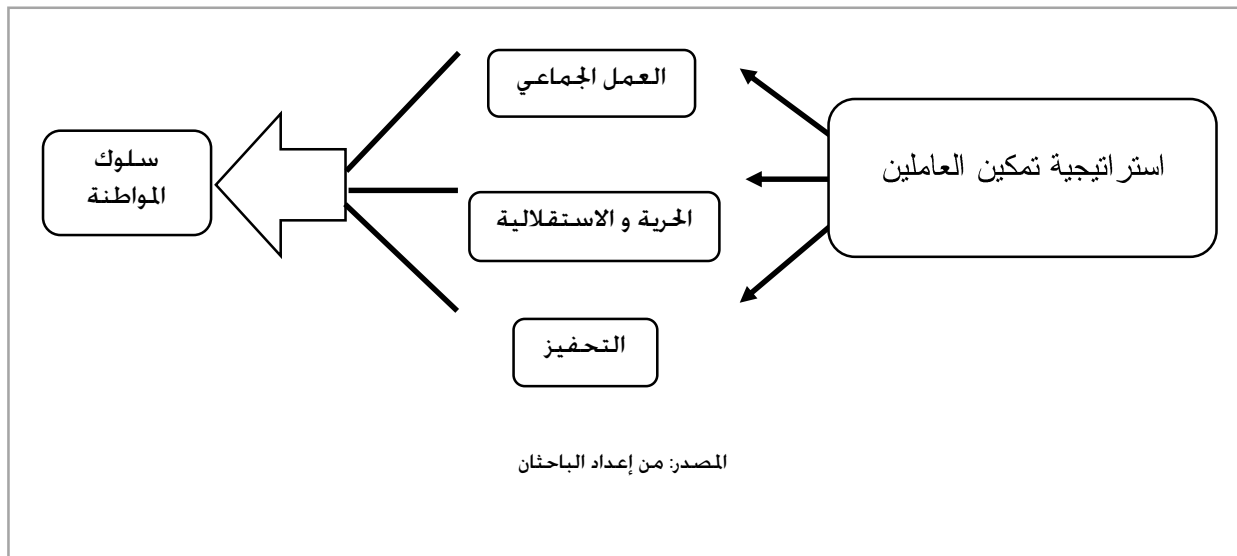 استراتيجية تمكين العاملين
العمل الجماعي
الحرية و الاستقلالية
التحفيز
سلوك
المواطنة
المصدر: من إعداد الباحثان